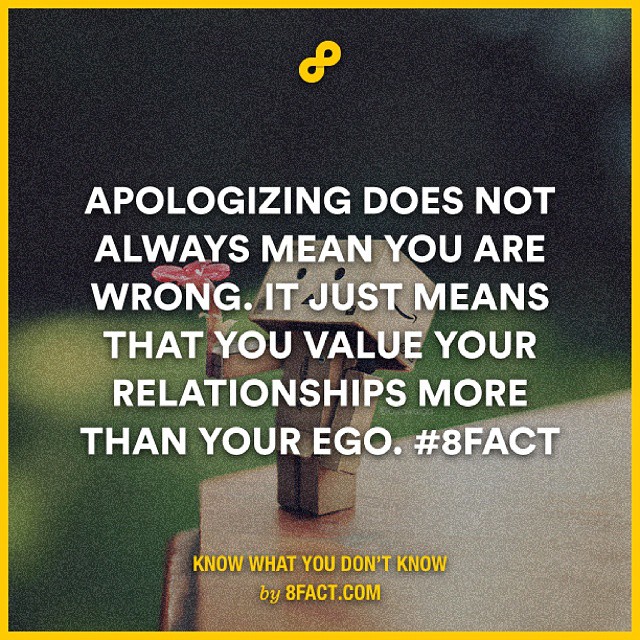 APOLOGIZING DOES NOT
ALWAYS MEAN YOU ARE
WRONG. IT JUST MEANS
THAT YOU VALUE YOUR
RELATIONSHIPS MORE
THAN YOUR EGO. #8FACT
KNOW WHAT YOU DON'T KNOW
by 8FACT.COM